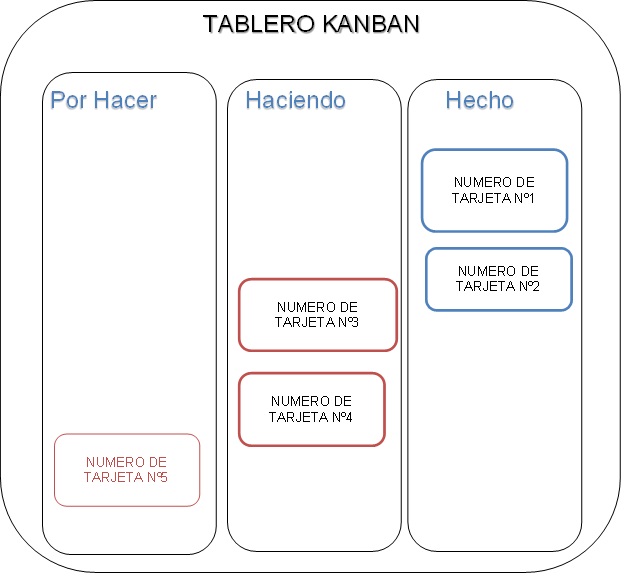 TABLERO KANBAN
Por Hacer
Haciendo
Hecho
NUMERO DE
TARJETA Nº1
NUMERO DE
TARJETA Nº2
NUMERO DE
TARJETA Nº3
NUMERO DE
TARJETA Nº4
NUMERO DE
TARJETA Nº5